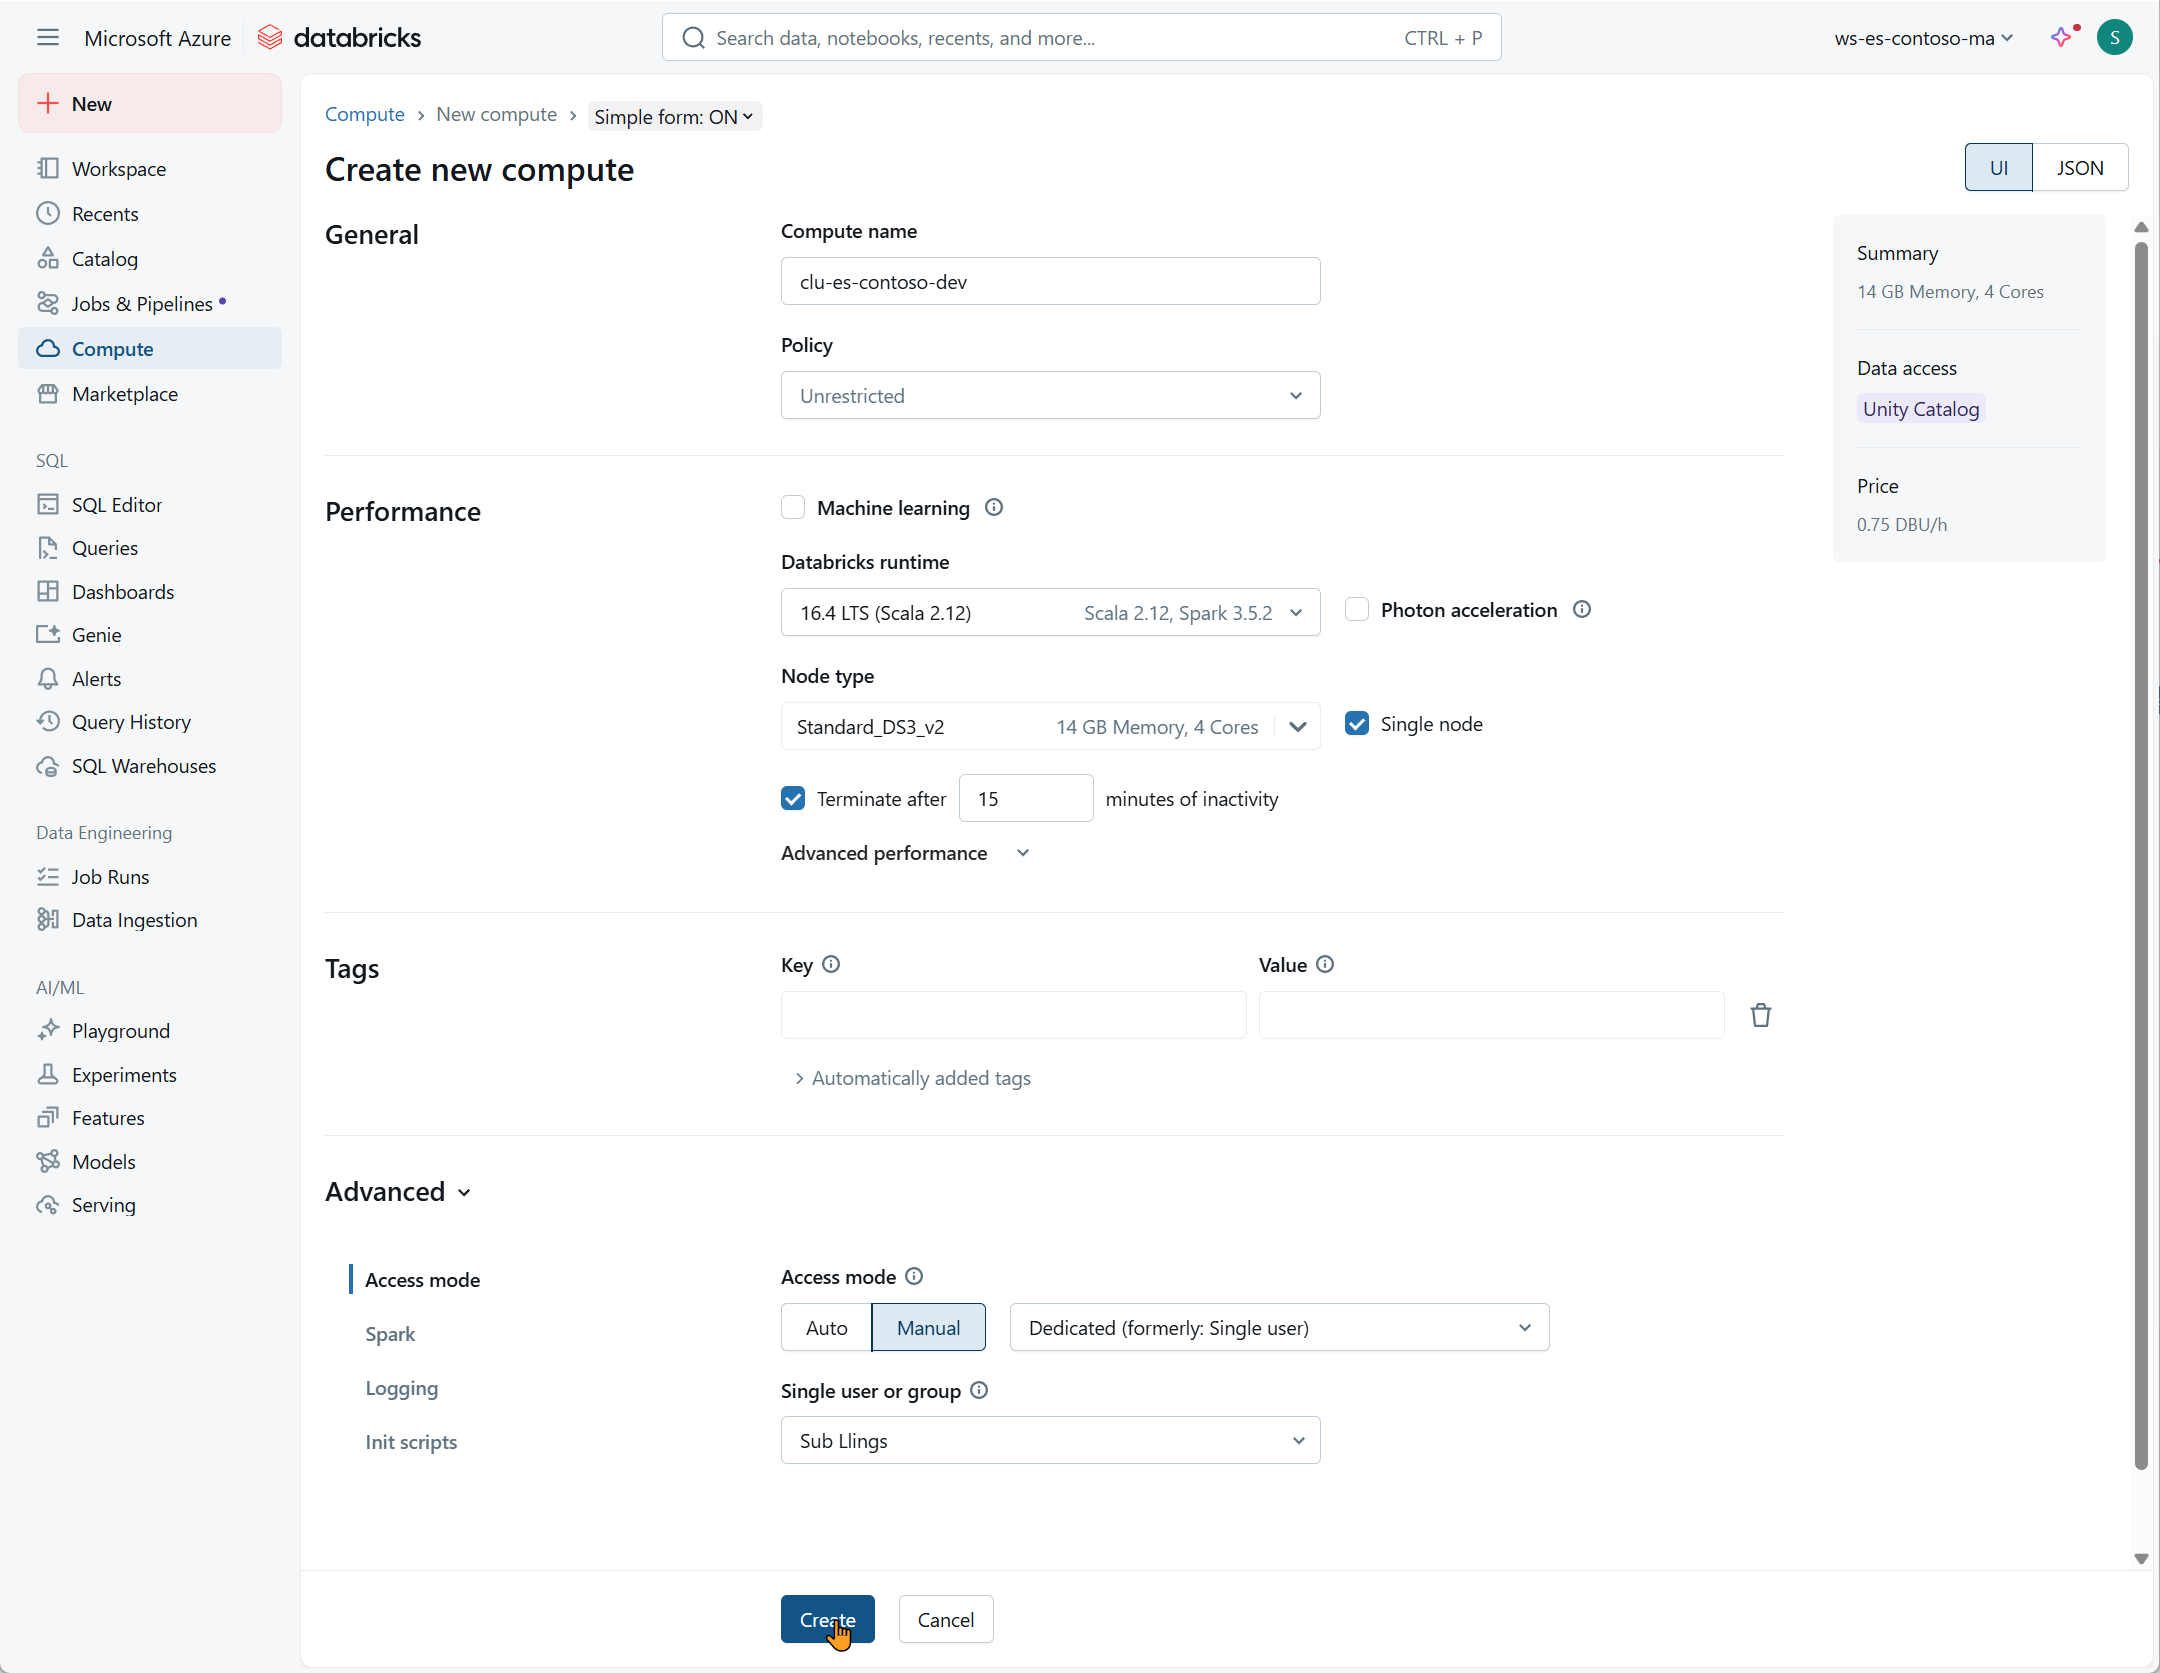 Microsoft Azure
databricks
Search data, notebooks, recents, and more...
CTRL + P
ws-es-contoso-ma
S
New
Workspace
Recents
Catalog
Jobs & Pipelines
Compute
Marketplace
SQL
SQL Editor
Queries
Dashboards
Genie
Alerts
Query History
SQL Warehouses
Data Engineering
Job Runs
Data Ingestion
AI/ML
Playground
Experiments
Features
Models
Serving
Compute > New compute > Simple form: ON
Create new compute
UI
JSON
General
Compute name
clu-es-contoso-dev
Policy
Unrestricted
Performance
Machine learning
Databricks runtime
16.4 LTS (Scala 2.12) Scala 2.12, Spark 3.5.2
Photon acceleration
Node type
Standard_DS3_v2 14 GB Memory, 4 Cores
Single node
Terminate after 15 minutes of inactivity
Advanced performance
Tags
Key
Value
Automatically added tags
Advanced
Access mode
Spark
Logging
Init scripts
Access mode
Auto
Manual
Dedicated (formerly: Single user)
Single user or group
Sub Llings
Create
Cancel
Summary
14 GB Memory, 4 Cores
Data access
Unity Catalog
Price
0.75 DBU/h